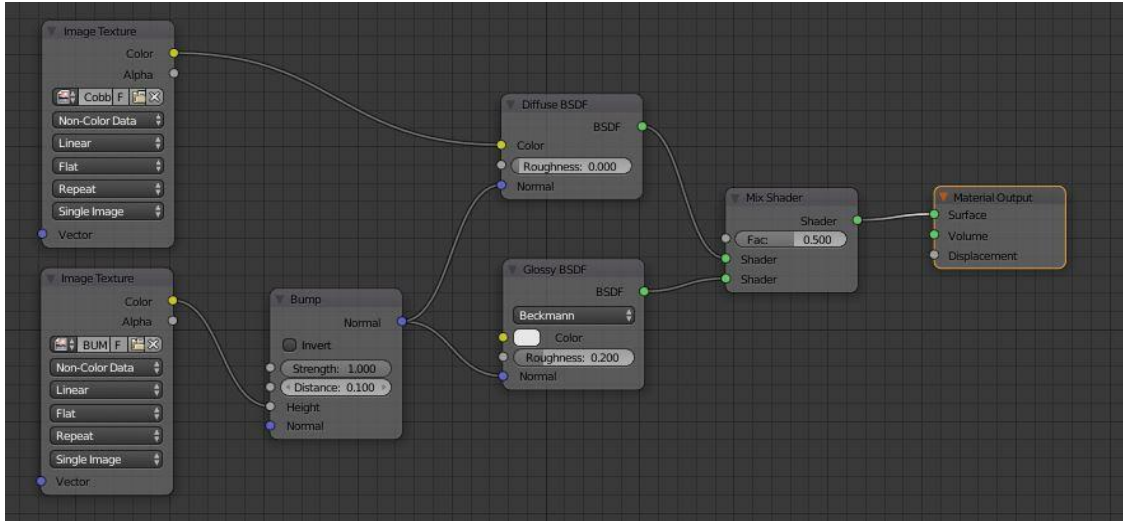 Image Texture
Color
Alpha
Cobb F
Non-Color Data
Linear
Flat
Repeat
Single Image
Vector
Image Texture
Color
Alpha
BUM F
Non-Color Data
Linear
Flat
Repeat
Single Image
Vector
Bump
Normal
Invert
Strength: 1.000
Distance: 0.100
Height
Normal
Diffuse BSDF
BSDF
Color
Roughness: 0.000
Normal
Glossy BSDF
BSDF
Beckmann
Color
Roughness: 0.200
Normal
Mix Shader
Shader
Fac: 0.500
Shader
Shader
Material Output
Surface
Volume
Displacement